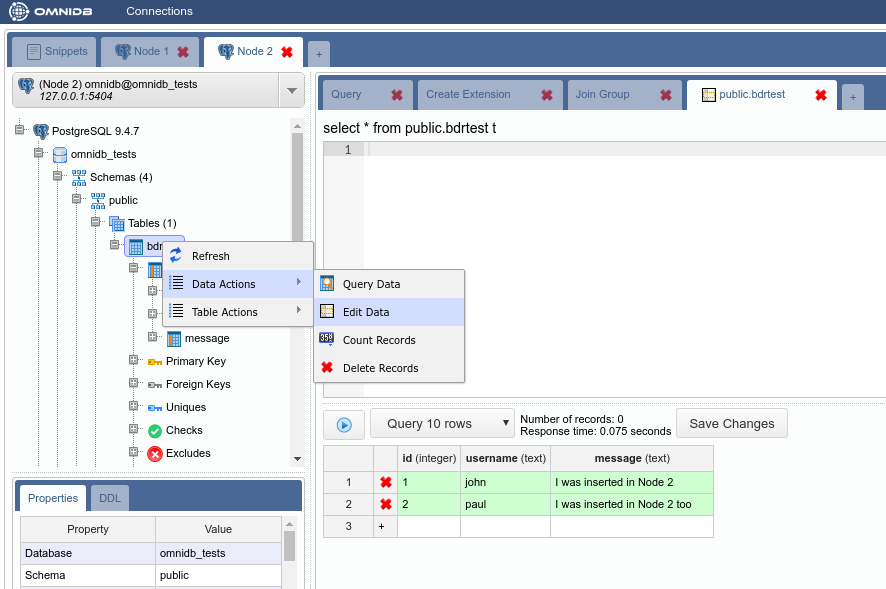 OMNIDB Connections
Snippets Node 1 Node 2 +
(Node 2) omnidb@omnidb_tests
127.0.0.1:5404
PostgreSQL 9.4.7
omnidb_tests
Schemas (4)
public
Tables (1)
Refresh
Data Actions
Table Actions
Query Data
Edit Data
Count Records
Delete Records
message
Primary Key
Foreign Keys
Uniques
Checks
Excludes
Properties DDL
Property Value
Database omnidb_tests
Schema public
Query Create Extension Join Group public.bdrtest +
select * from public.bdrtest t
1
Query 10 rows
Number of records: 0
Response time: 0.075 seconds
Save Changes
id (integer) username (text) message (text)
1 1 john I was inserted in Node 2
2 2 paul I was inserted in Node 2 too
3 +